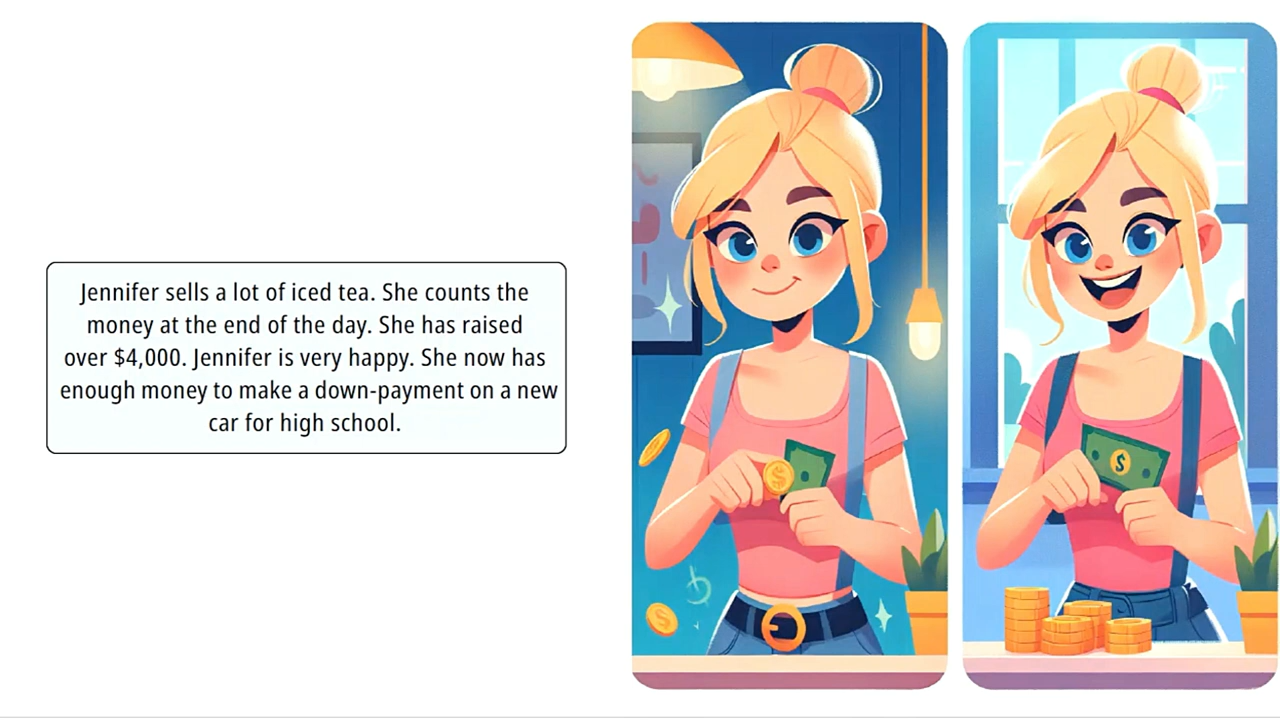 Jennifer sells a lot of iced tea. She counts the
money at the end of the day. She has raised
over $4,000. Jennifer is very happy. She now has
enough money to make a down-payment on a new
car for high school.
$
$
$